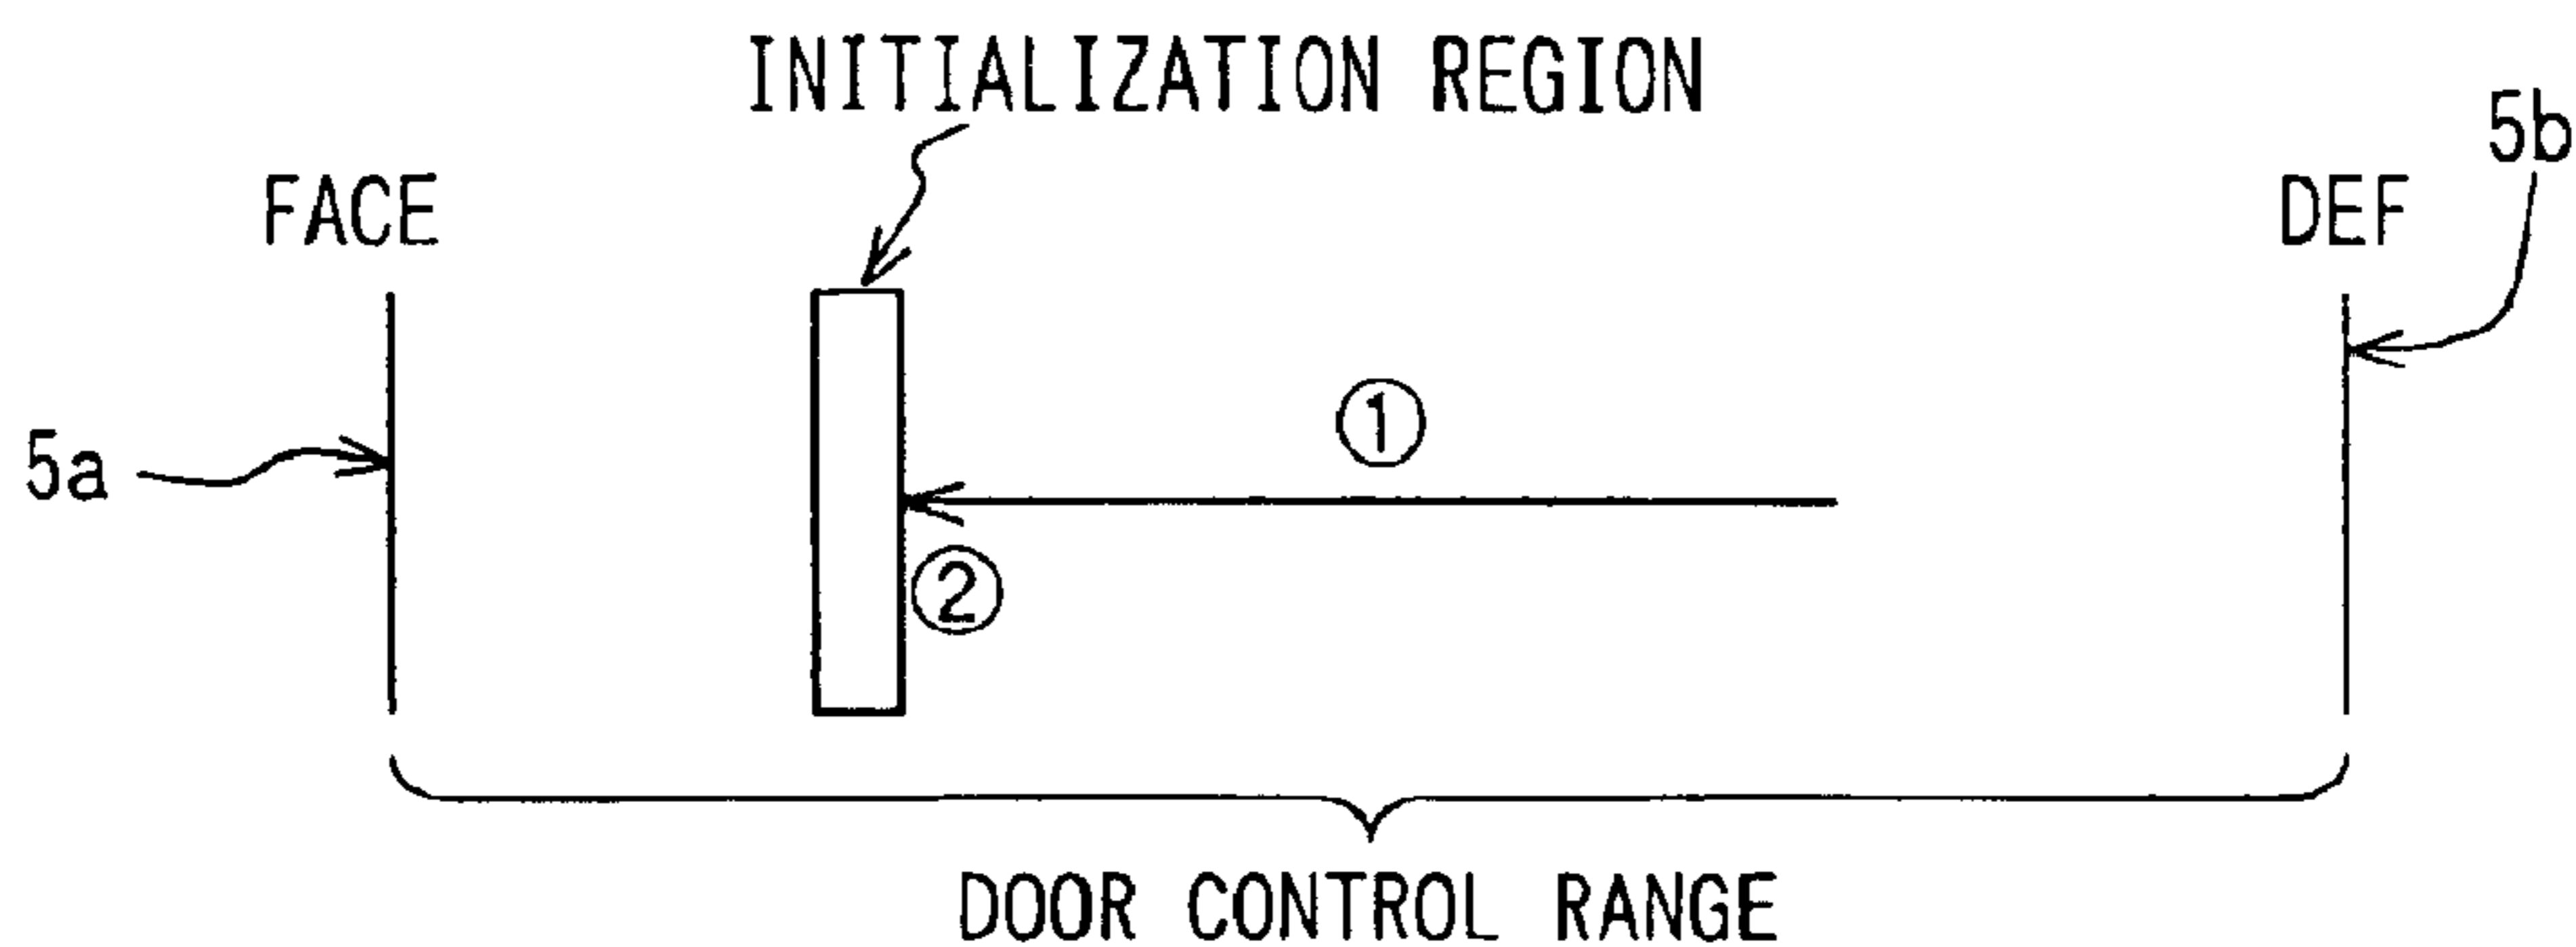 INITIALIZATION REGION
5b
FACE
DEF
①
5a
②
DOOR CONTROL RANGE